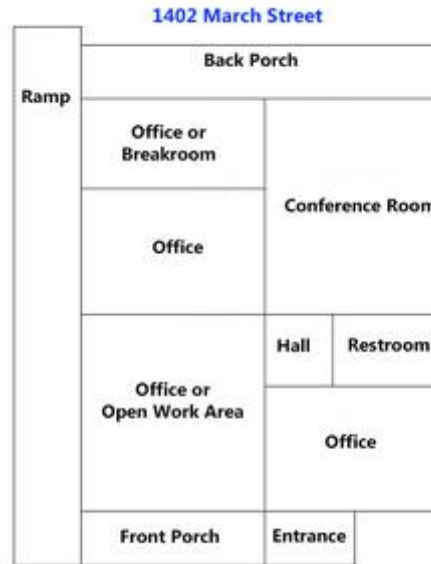 1402 March Street
Back Porch
Ramp
Office or
Breakroom
Conference Room
Office
Hall
Restroom
Office or
Open Work Area
Office
Front Porch
Entrance